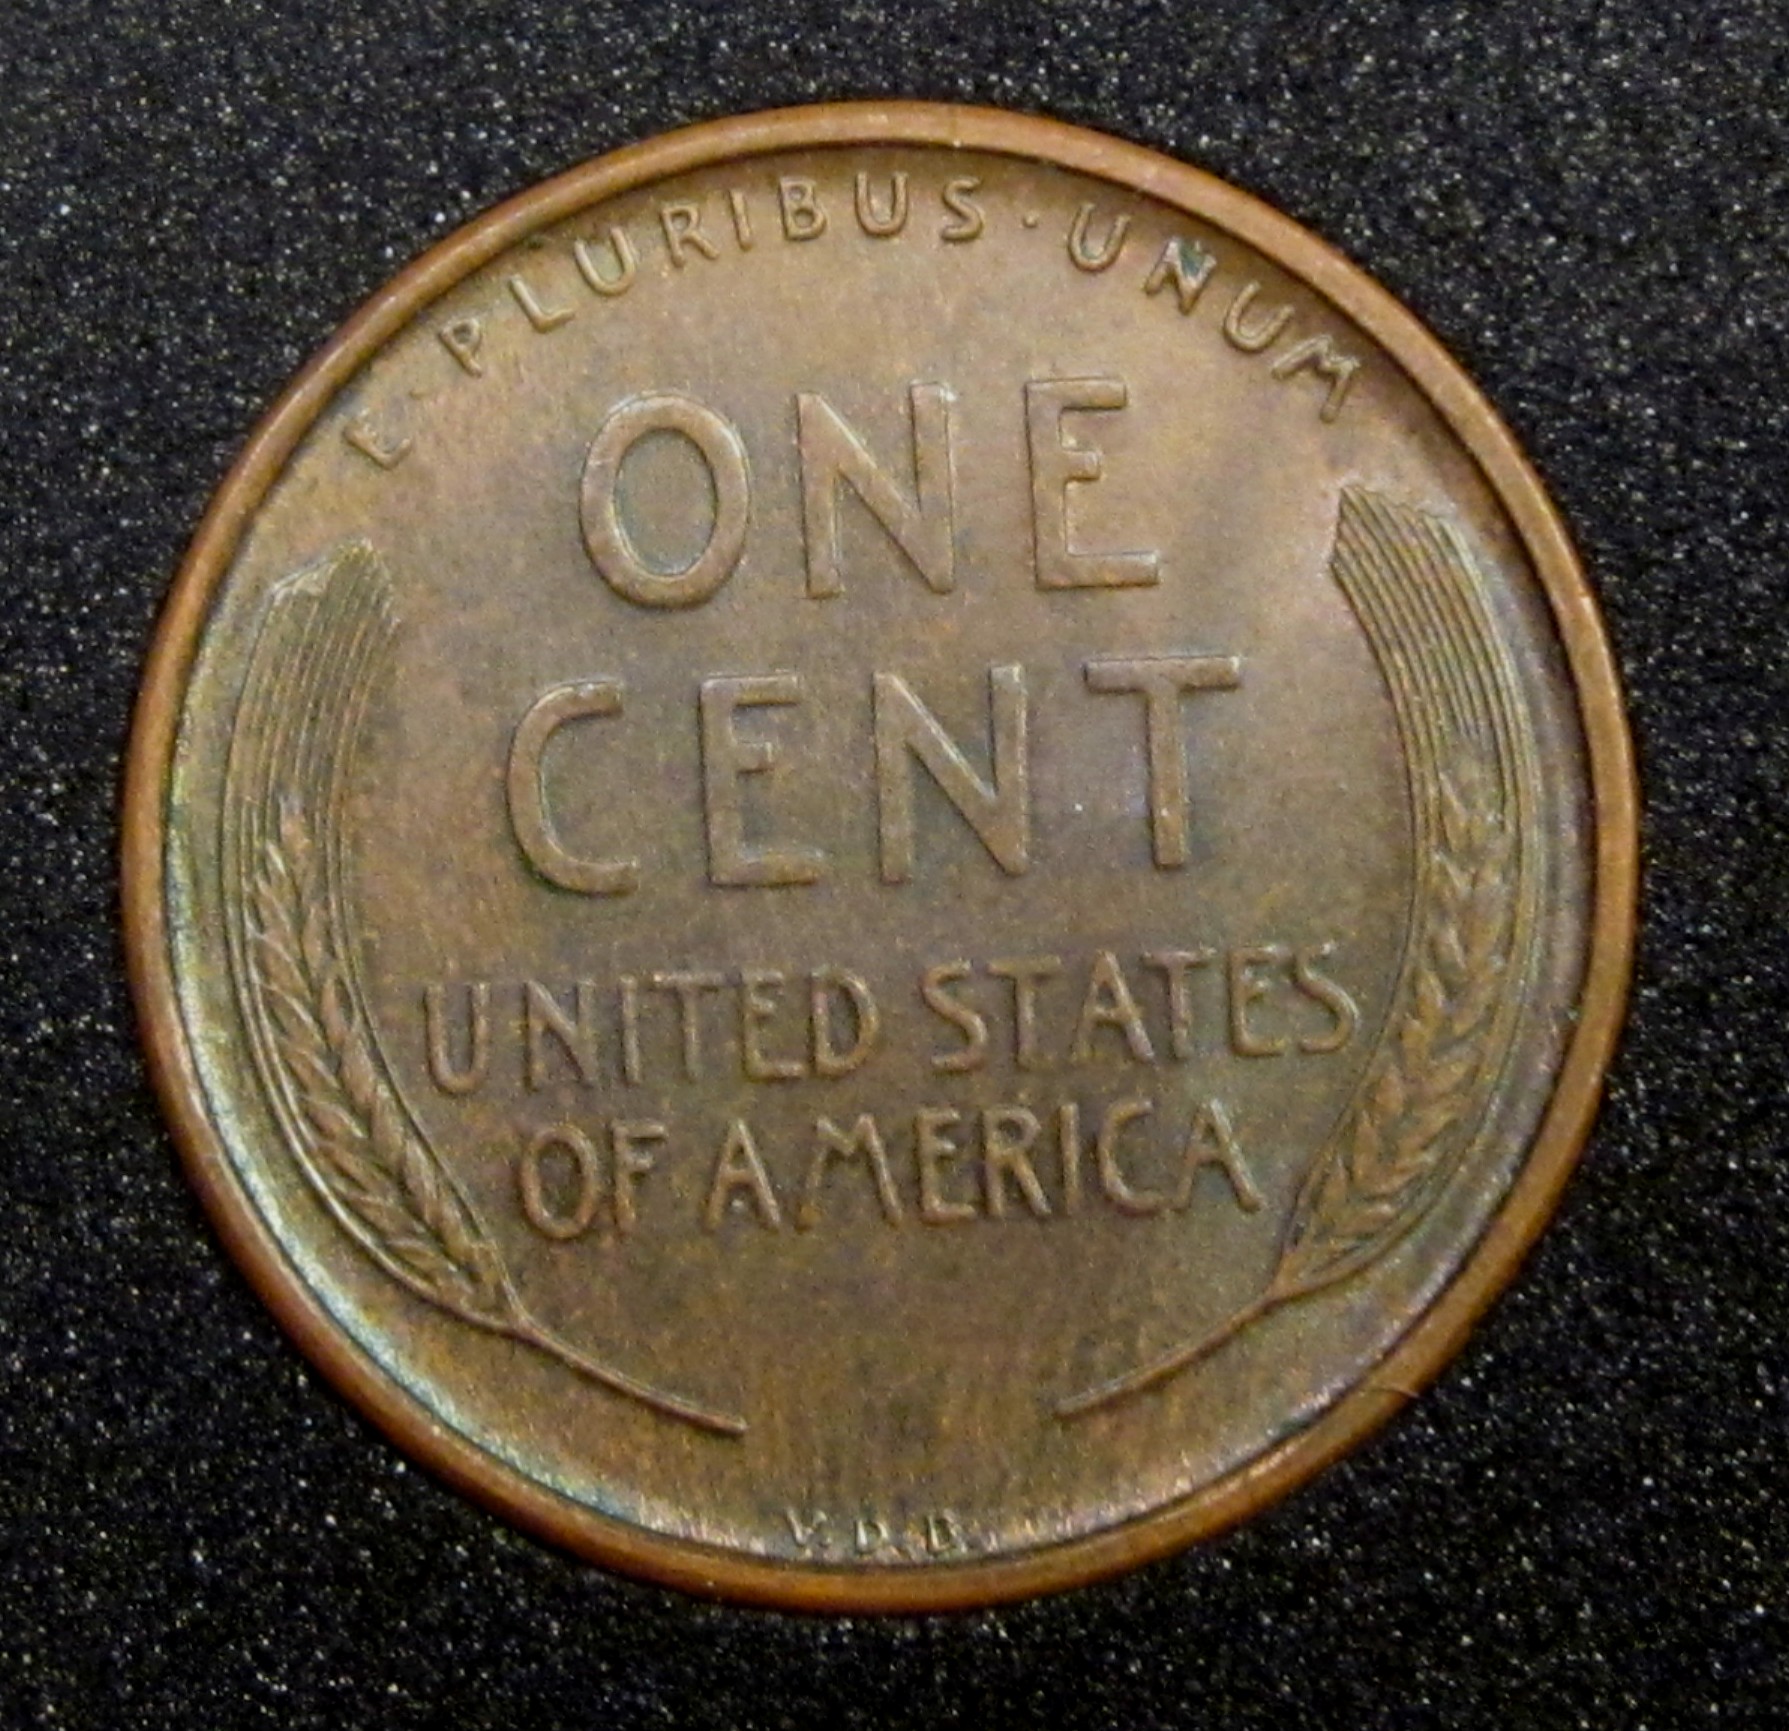 E · PLURIBUS · UNUM
ONE
CENT
UNITED STATES
OF AMERICA
V.D.B.